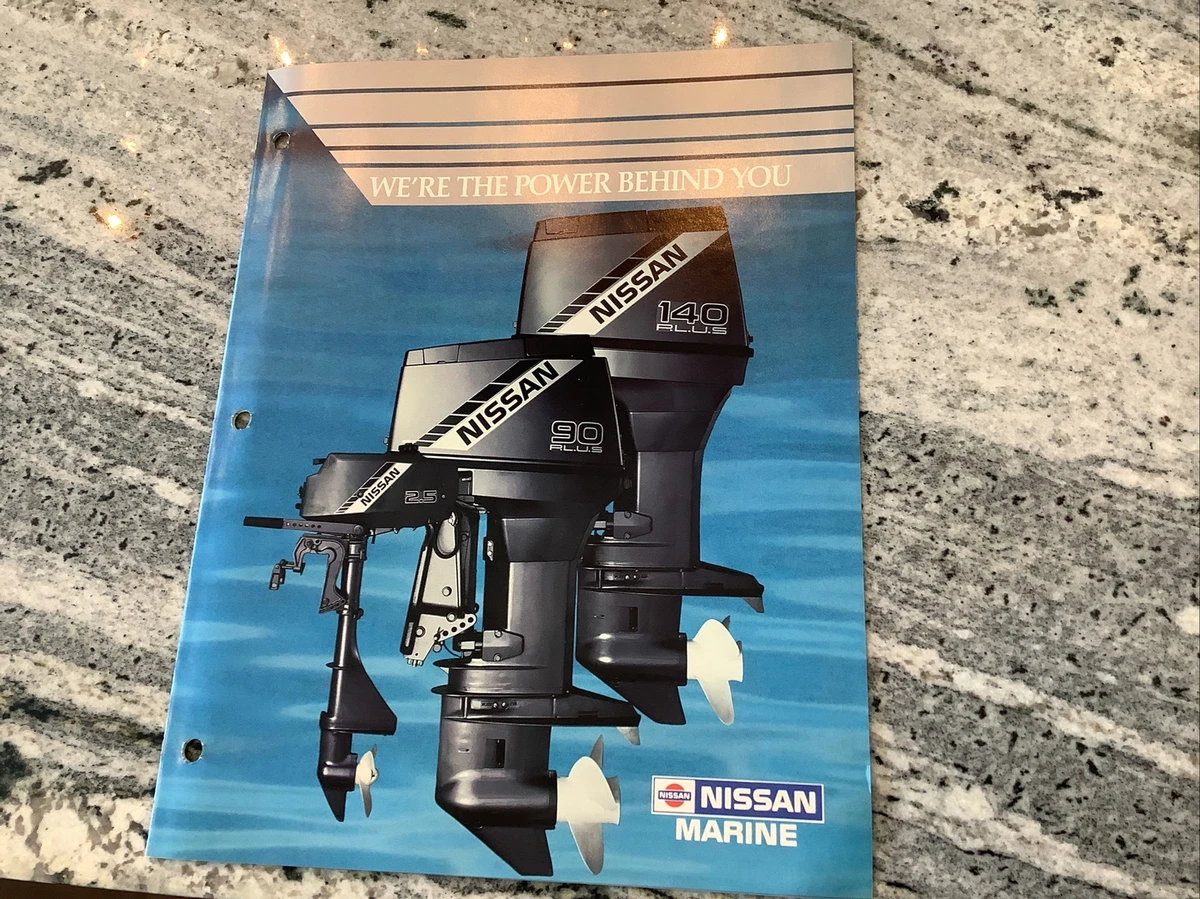 WE'RE THE POWER BEHIND YOU
NISSAN
140
PLUS
NISSAN
90
PLUS
NISSAN
2.5
NISSAN
NISSAN
MARINE